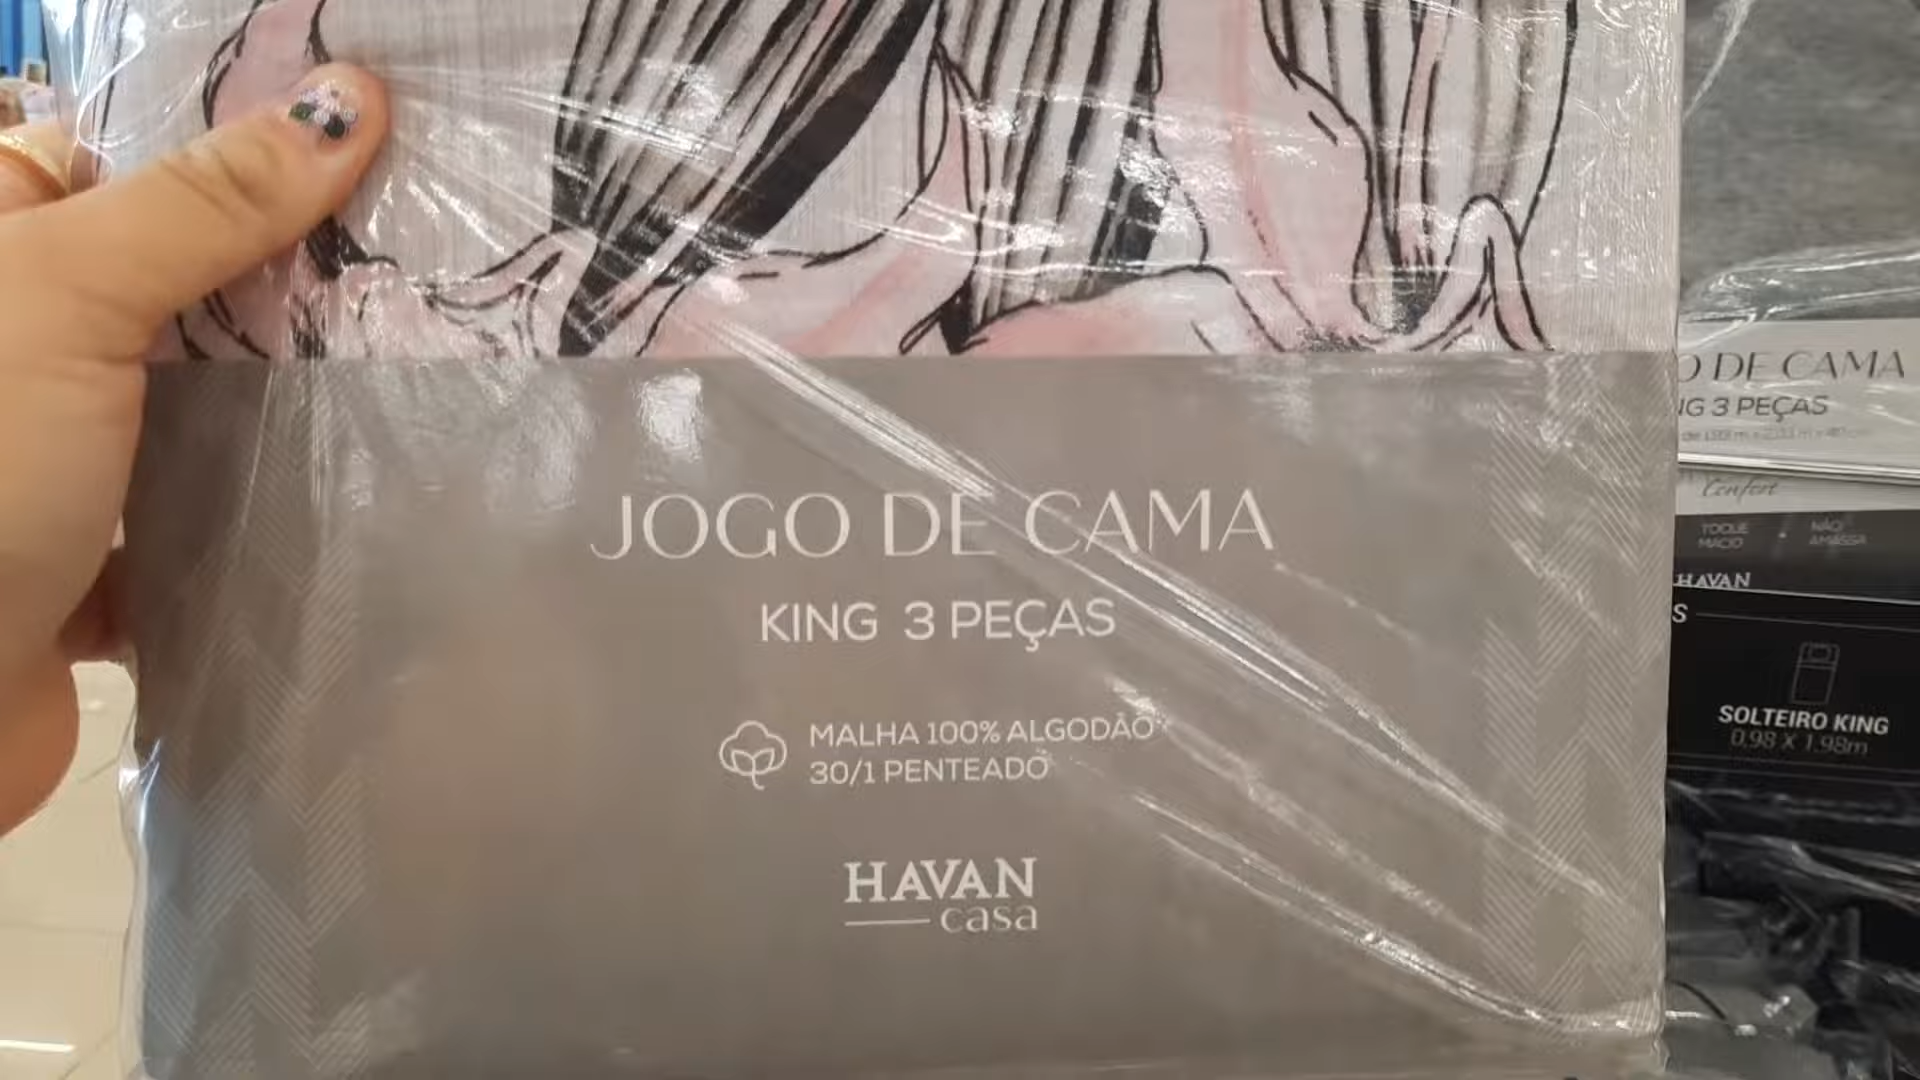 JOGO DE CAMA
KING 3 PEÇAS
MALHA 100% ALGODÃO
30/1 PENTEADO
HAVAN
casa
DE CAMA
3 PEÇAS
Confort
TOQUE
MACIO
NÃO
AMASSA
HAVAN
S
SOLTEIRO KING
0.98 X 1.98m